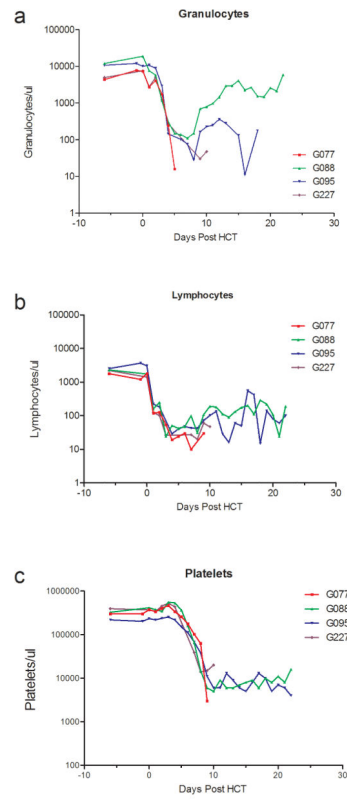 a
Granulocytes
100000
10000
1000
100
10
1
Granulocytes/ul
G077
G088
G095
G227
-10
0
10
20
30
Days Post HCT
b
Lymphocytes
100000
10000
1000
100
10
1
Lymphocytes/ul
G077
G088
G095
G227
-10
0
10
20
30
Days Post HCT
c
Platelets
1000000
100000
10000
1000
100
Platelets/ul
G077
G088
G095
G227
-10
0
10
20
30
Days Post HCT